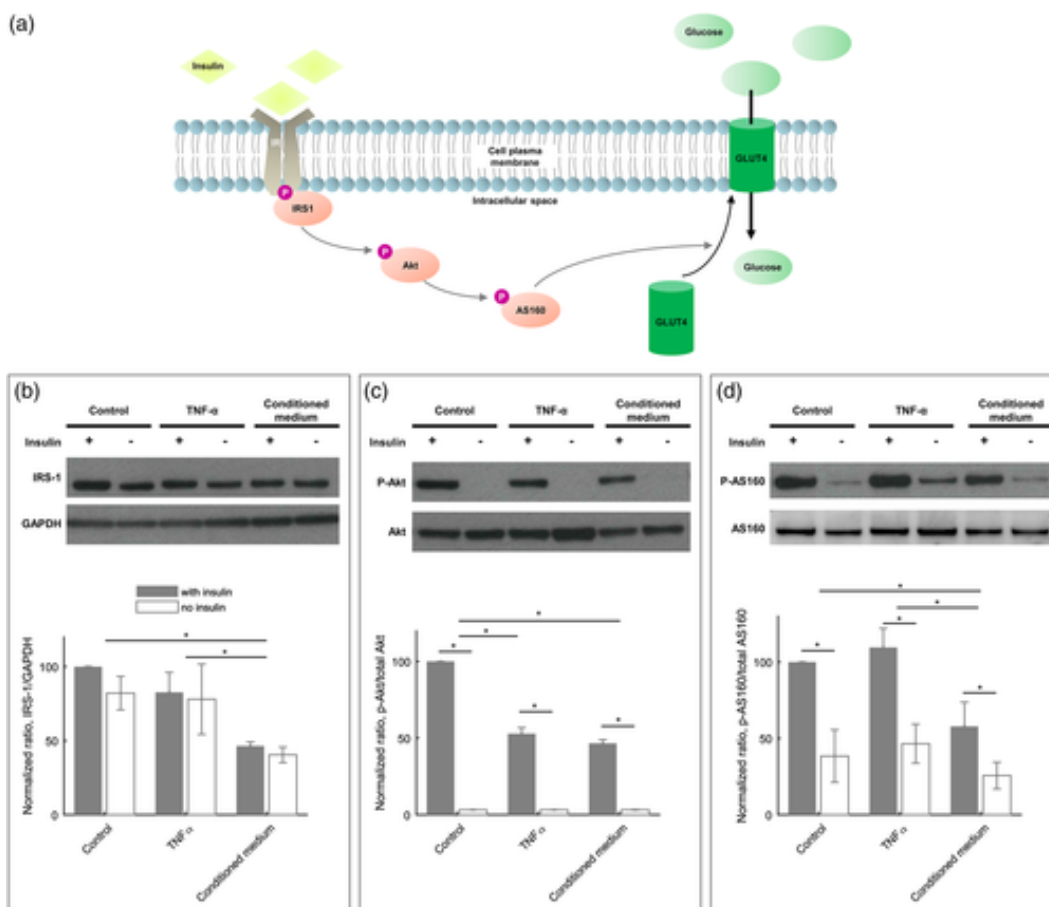 (a)
Insulin
Glucose
IR
Cell plasma
membrane
GLUT4
P
IRS1
Intracellular space
P
Akt
Glucose
P
AS160
GLUT4
(b)
Control TNF-α Conditioned
medium
Insulin + - + - + -
IRS-1
GAPDH
with insulin
no insulin
Normalized ratio, IRS-1/GAPDH
* *
100
50
0
Control
TNFα
Conditioned medium
(c)
Control TNF-α Conditioned
medium
Insulin + - + - + -
P-Akt
Akt
Normalized ratio, p-Akt/total Akt
* * * * *
100
50
0
Control
TNFα
Conditioned medium
(d)
Control TNF-α Conditioned
medium
Insulin + - + - + -
P-AS160
AS160
Normalized ratio, p-AS160/total AS160
* * * * *
100
50
0
Control
TNFα
Conditioned medium